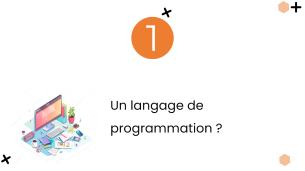 1
Un langage de
programmation ?